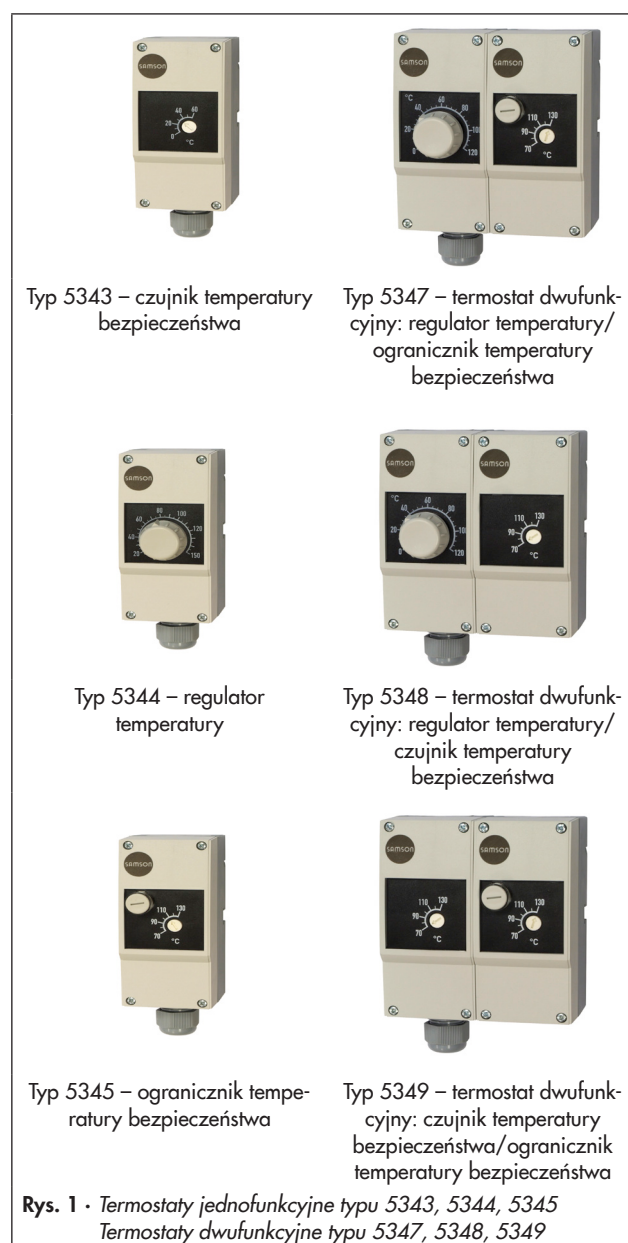 SAMSON
40 60
20
0
°C
SAMSON
SAMSON
°C
60
40 80
20 100
0 120
110 130
90
70
°C
Typ 5343 – czujnik temperatury
bezpieczeństwa
Typ 5347 – termostat dwufunk-
cyjny: regulator temperatury/
ogranicznik temperatury
bezpieczeństwa
SAMSON
80 100
60 120
40
20 150
SAMSON
SAMSON
°C
60
40 80
20 100
0 120
110 130
90
70
°C
Typ 5344 – regulator
temperatury
Typ 5348 – termostat dwufunk-
cyjny: regulator temperatury/
czujnik temperatury
bezpieczeństwa
SAMSON
110 130
90
70
°C
SAMSON
SAMSON
110 130
90
70
°C
110 130
90
70
°C
Typ 5345 – ogranicznik tempe-
ratury bezpieczeństwa
Typ 5349 – termostat dwufunk-
cyjny: czujnik temperatury
bezpieczeństwa/ogranicznik
temperatury bezpieczeństwa
Rys. 1 · Termostaty jednofunkcyjne typu 5343, 5344, 5345
Termostaty dwufunkcyjne typu 5347, 5348, 5349